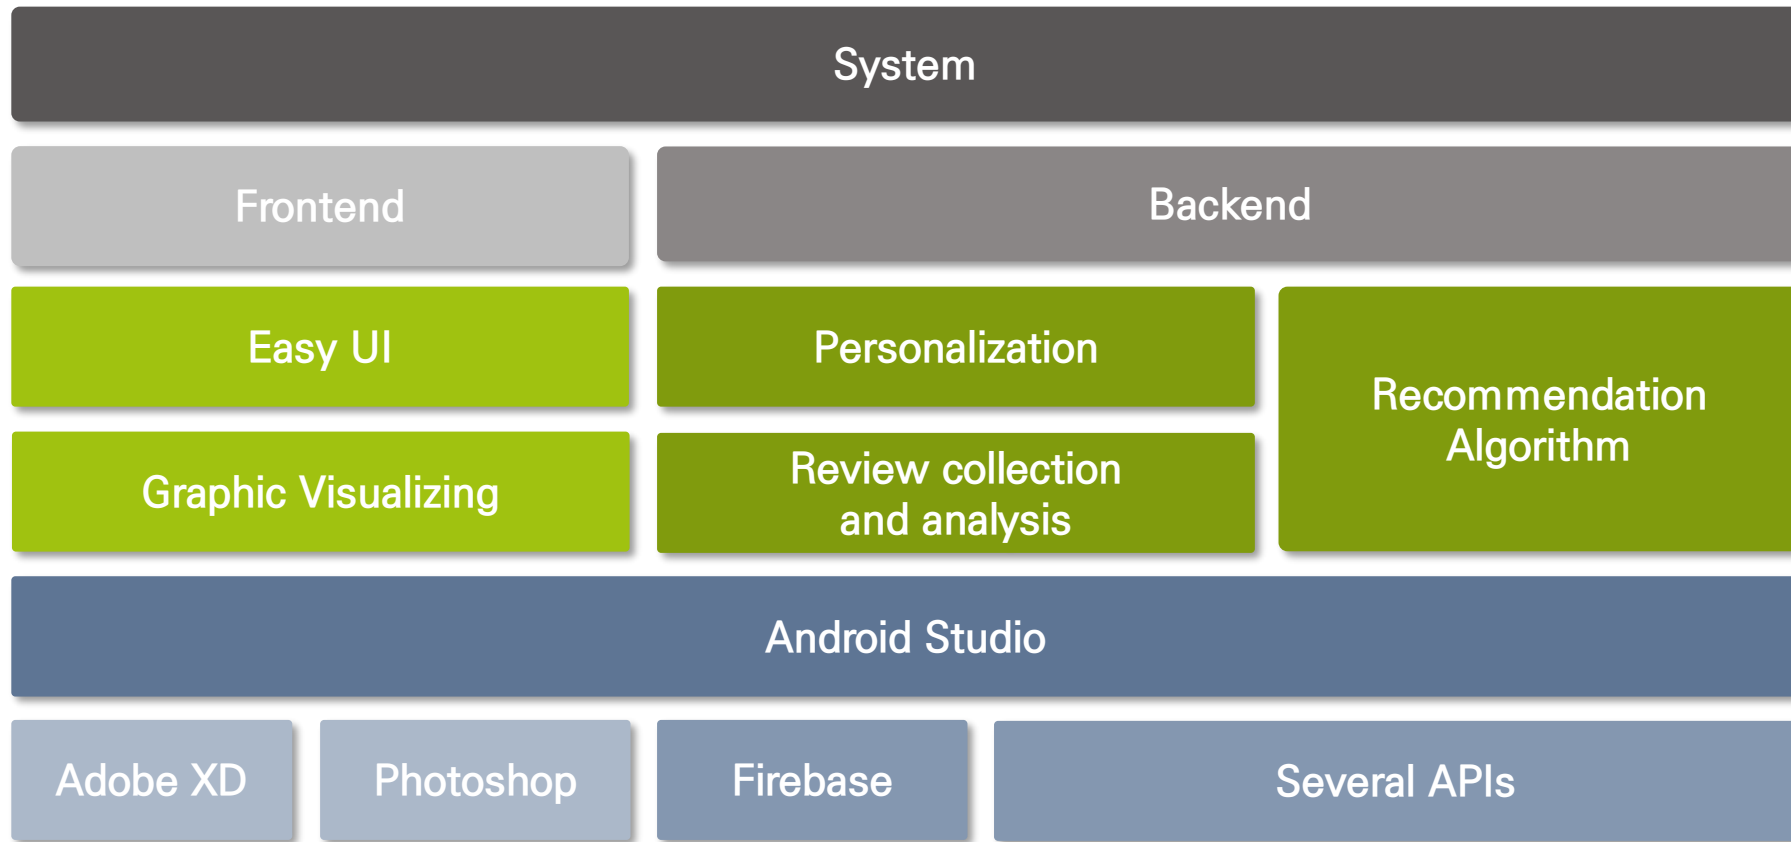 System
Frontend
Backend
Easy UI
Personalization
Recommendation
Algorithm
Graphic Visualizing
Review collection
and analysis
Android Studio
Adobe XD
Photoshop
Firebase
Several APIs